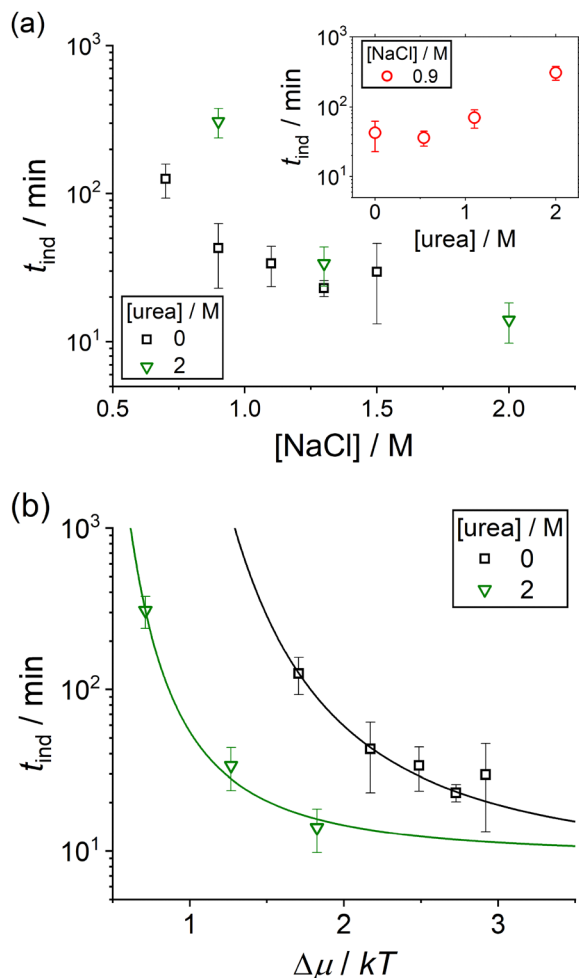 (a)
10³
10²
10¹
t_ind / min
[urea] / M
0
2
0.5
1.0
1.5
2.0
[NaCl] / M
10³
10²
10¹
t_ind / min
[NaCl] / M
0.9
0
1
2
[urea] / M
(b)
10³
10²
10¹
t_ind / min
[urea] / M
0
2
1
2
3
Δμ / kT